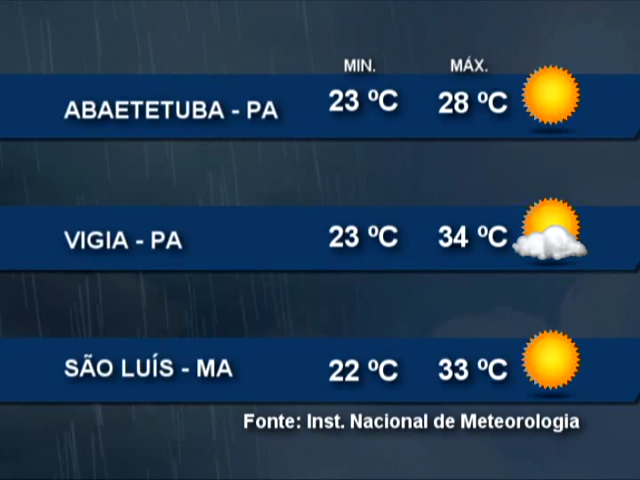 MIN. MÁX.
ABAETETUBA - PA 23 ºC 28 ºC
VIGIA - PA 23 ºC 34 ºC
SÃO LUÍS - MA 22 ºC 33 ºC
Fonte: Inst. Nacional de Meteorologia